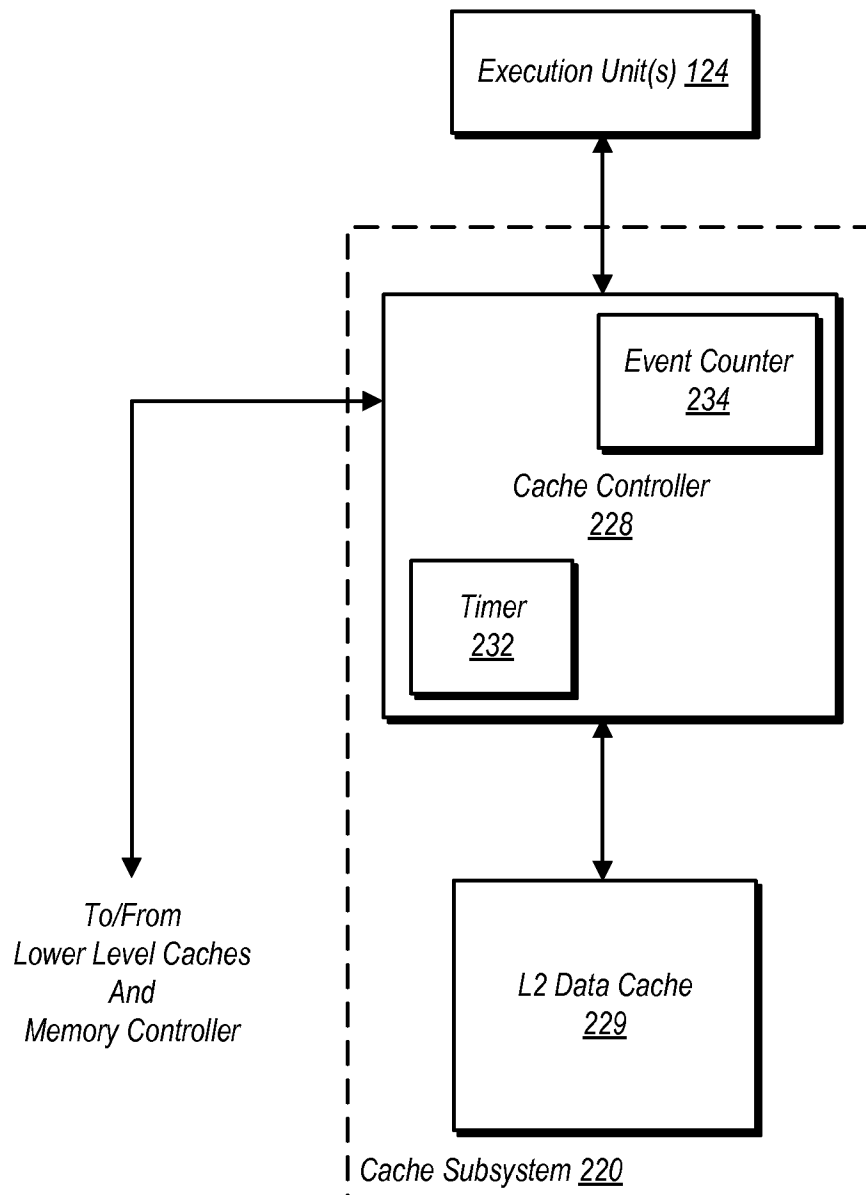 Execution Unit(s) 124
Event Counter
234
Cache Controller
228
Timer
232
To/From
Lower Level Caches
And
Memory Controller
L2 Data Cache
229
Cache Subsystem 220